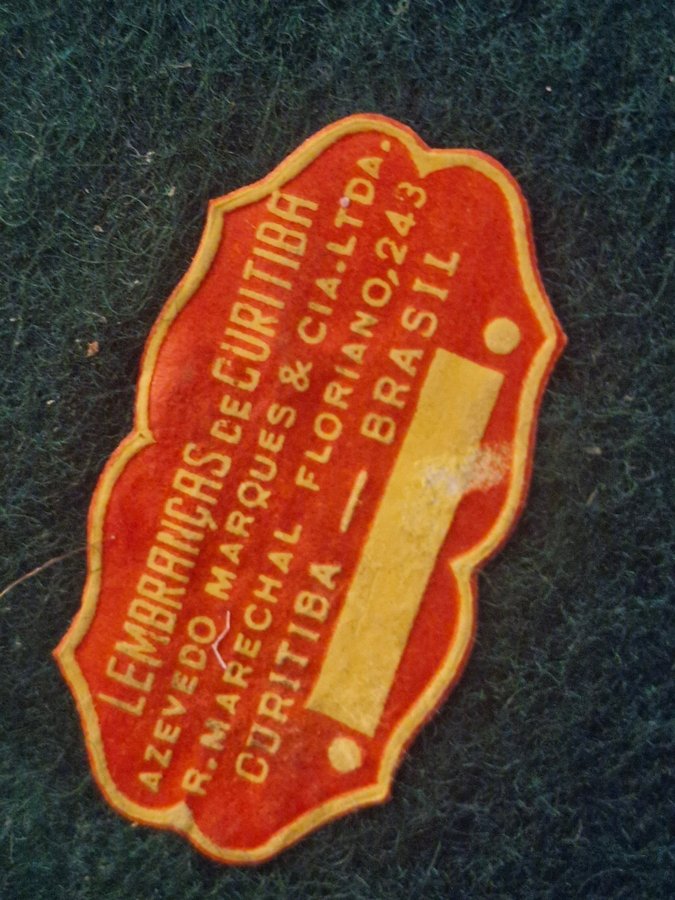 LEMBRANÇAS DE CURITIBA
AZEVEDO MARQUES & CIA. LTDA.
R. MARECHAL FLORIANO, 243
CURITIBA — BRASIL